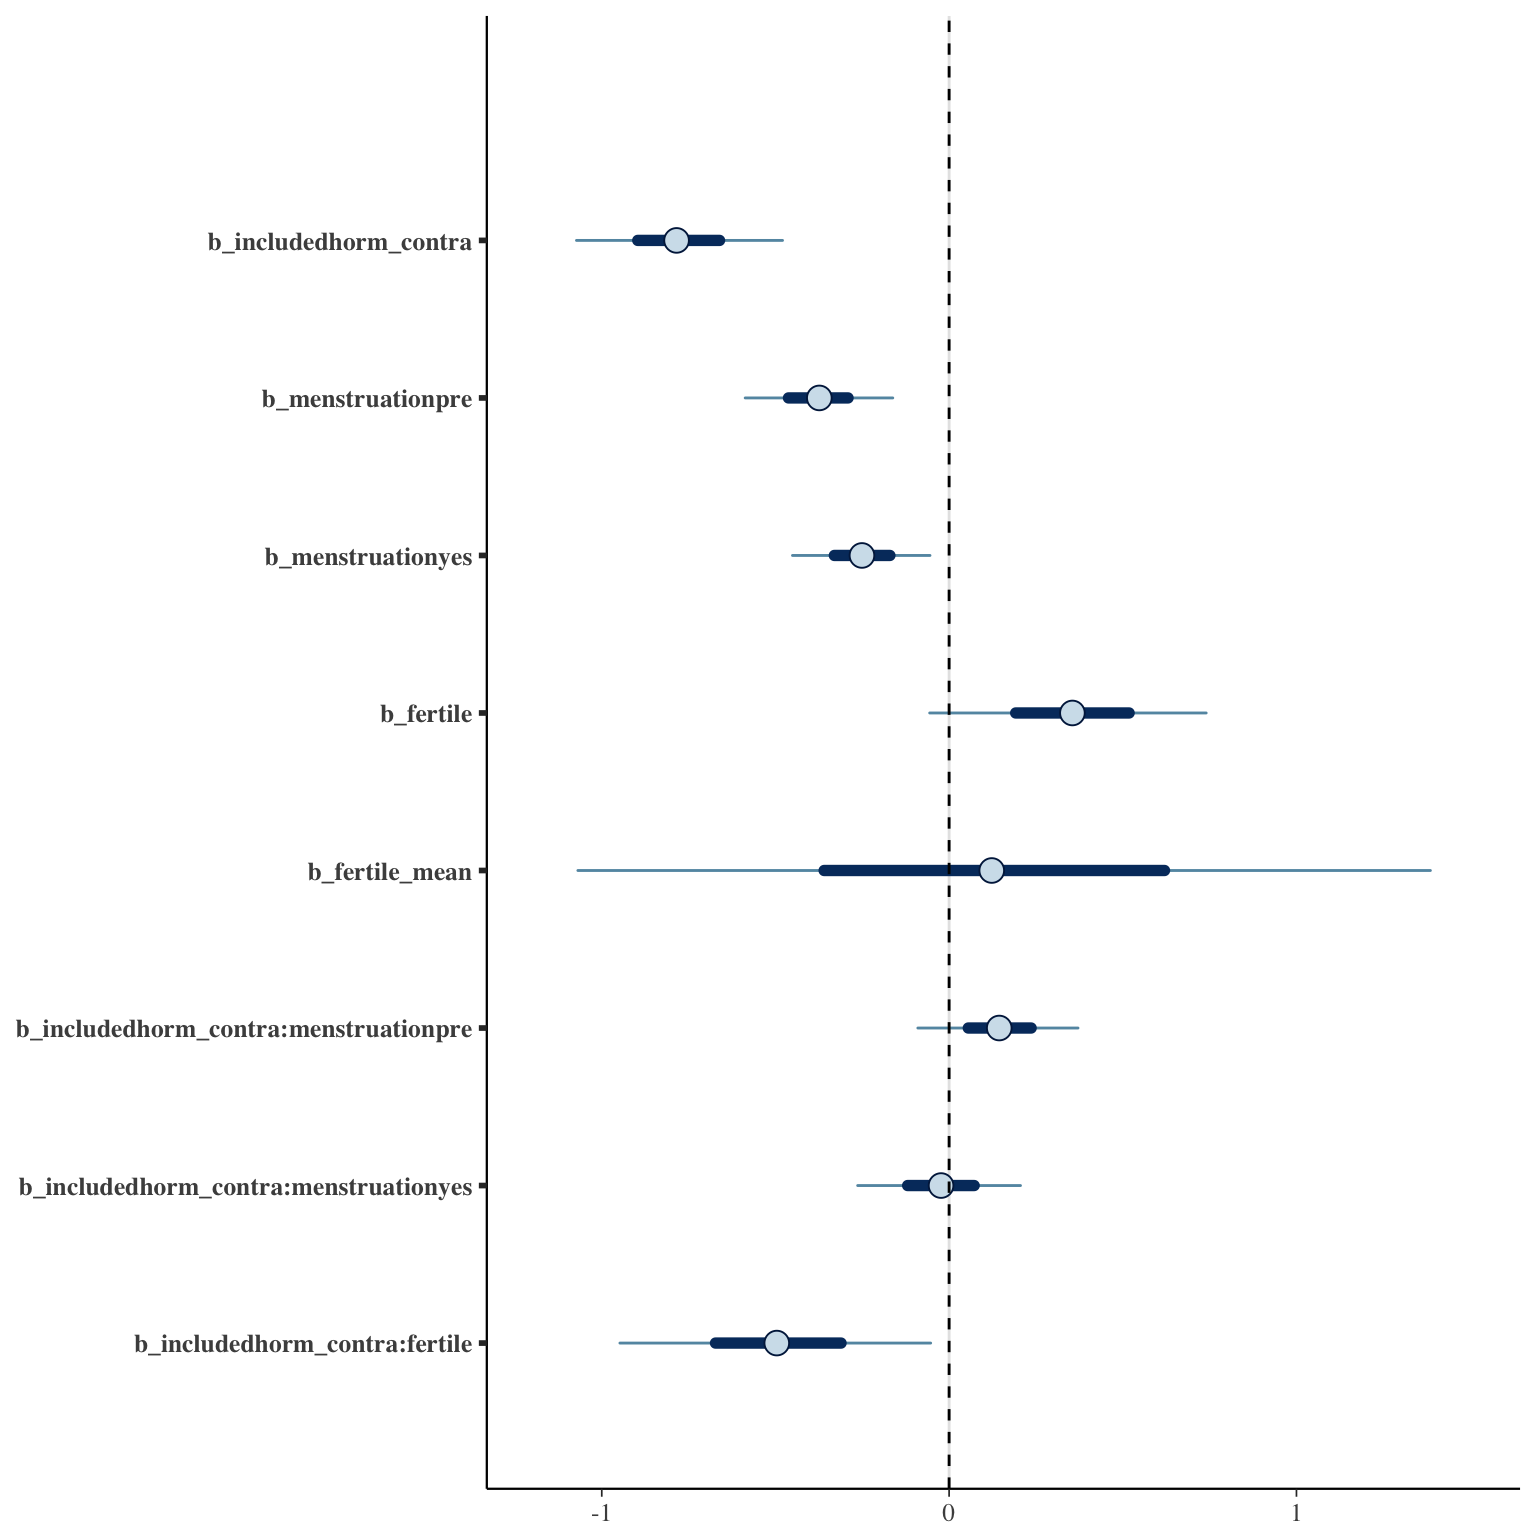 b_includedhorm_contra
b_menstruationpre
b_menstruationyes
b_fertile
b_fertile_mean
b_includedhorm_contra:menstruationpre
b_includedhorm_contra:menstruationyes
b_includedhorm_contra:fertile
-1 0 1